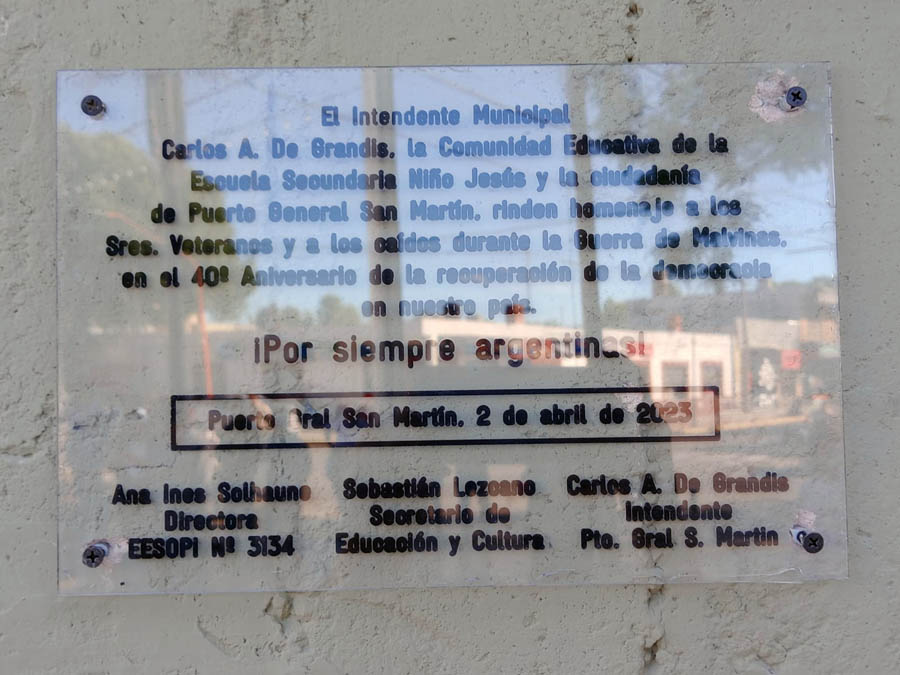 El Intendente Municipal
Carlos A. De Grandis, la Comunidad Educativa de la
Escuela Secundaria Niño Jesús y la ciudadanía
de Puerto General San Martín, rinden homenaje a los
Sres. Veteranos y a los caídos durante la Guerra de Malvinas,
en el 40º Aniversario de la recuperación de la democracia
en nuestro país.
¡Por siempre argentinas!
Puerto Gral San Martín, 2 de abril de 2023
Ana Ines Solhaune Sebastián Lezcano Carlos A. De Grandis
Directora Secretario de Intendente
EESOPI Nº 3134 Educación y Cultura Pto. Gral S. Martin